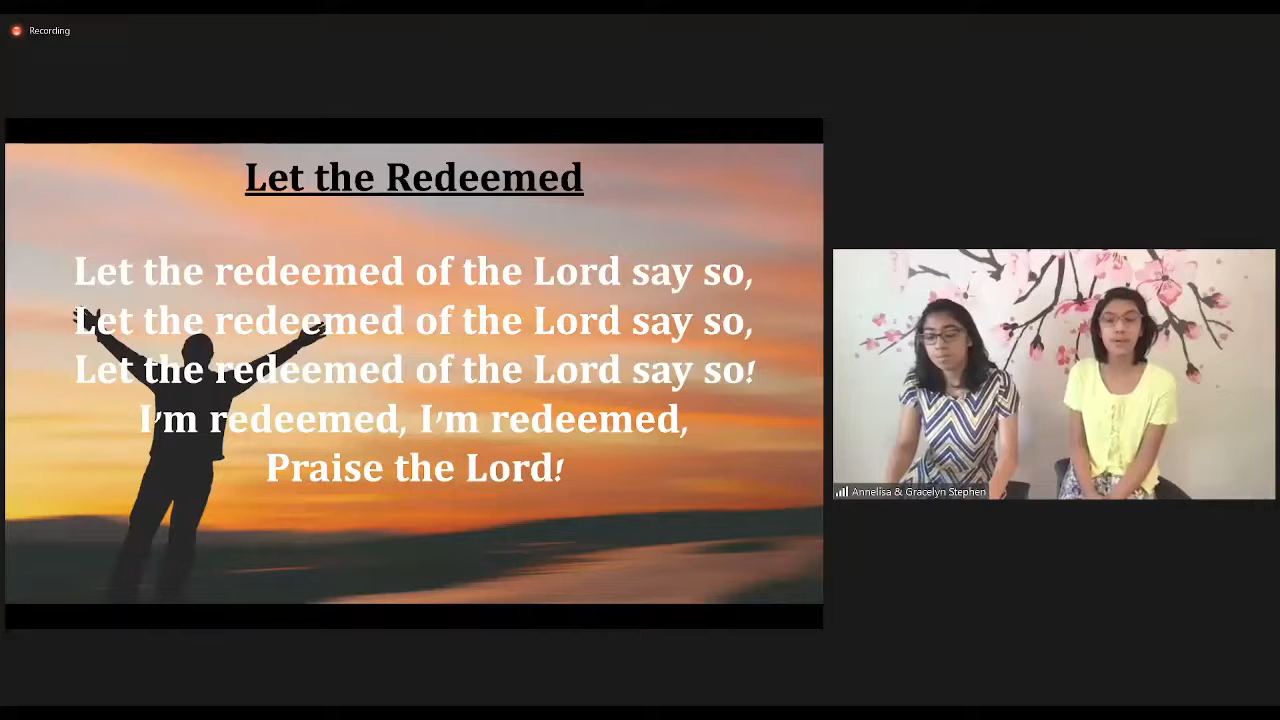 Recording
Let the Redeemed
Let the redeemed of the Lord say so,
Let the redeemed of the Lord say so,
Let the redeemed of the Lord say so!
I'm redeemed, I'm redeemed,
Praise the Lord!
Annelisa & Gracelyn Stephen